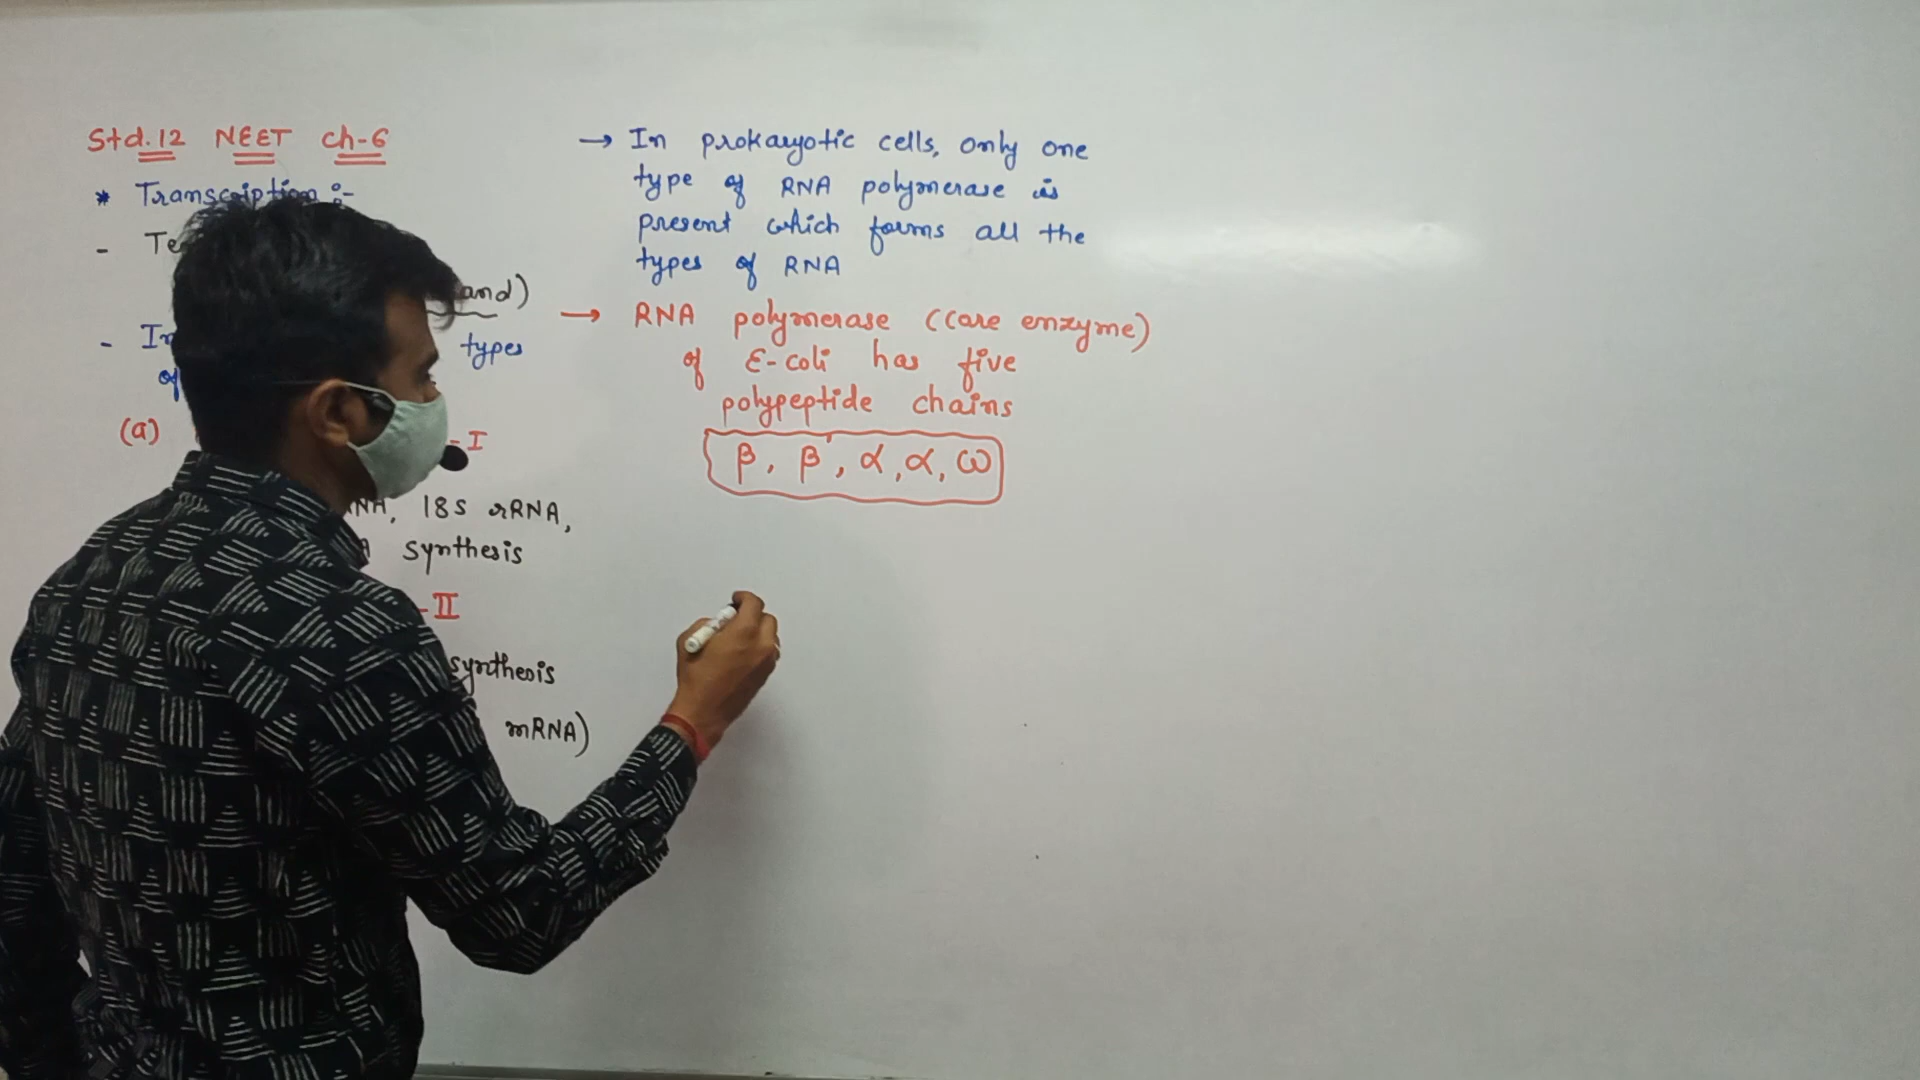 Std.12 NEET ch-6
* Transcription :-
-
and)
- types
of
(a) -I
18s rRNA,
synthesis
-II
synthesis
mRNA)
→ In prokaryotic cells, only one
type of RNA polymerase is
present which forms all the
types of RNA
→ RNA polymerase (core enzyme)
of E-coli has five
polypeptide chains
β, β', α, α, ω